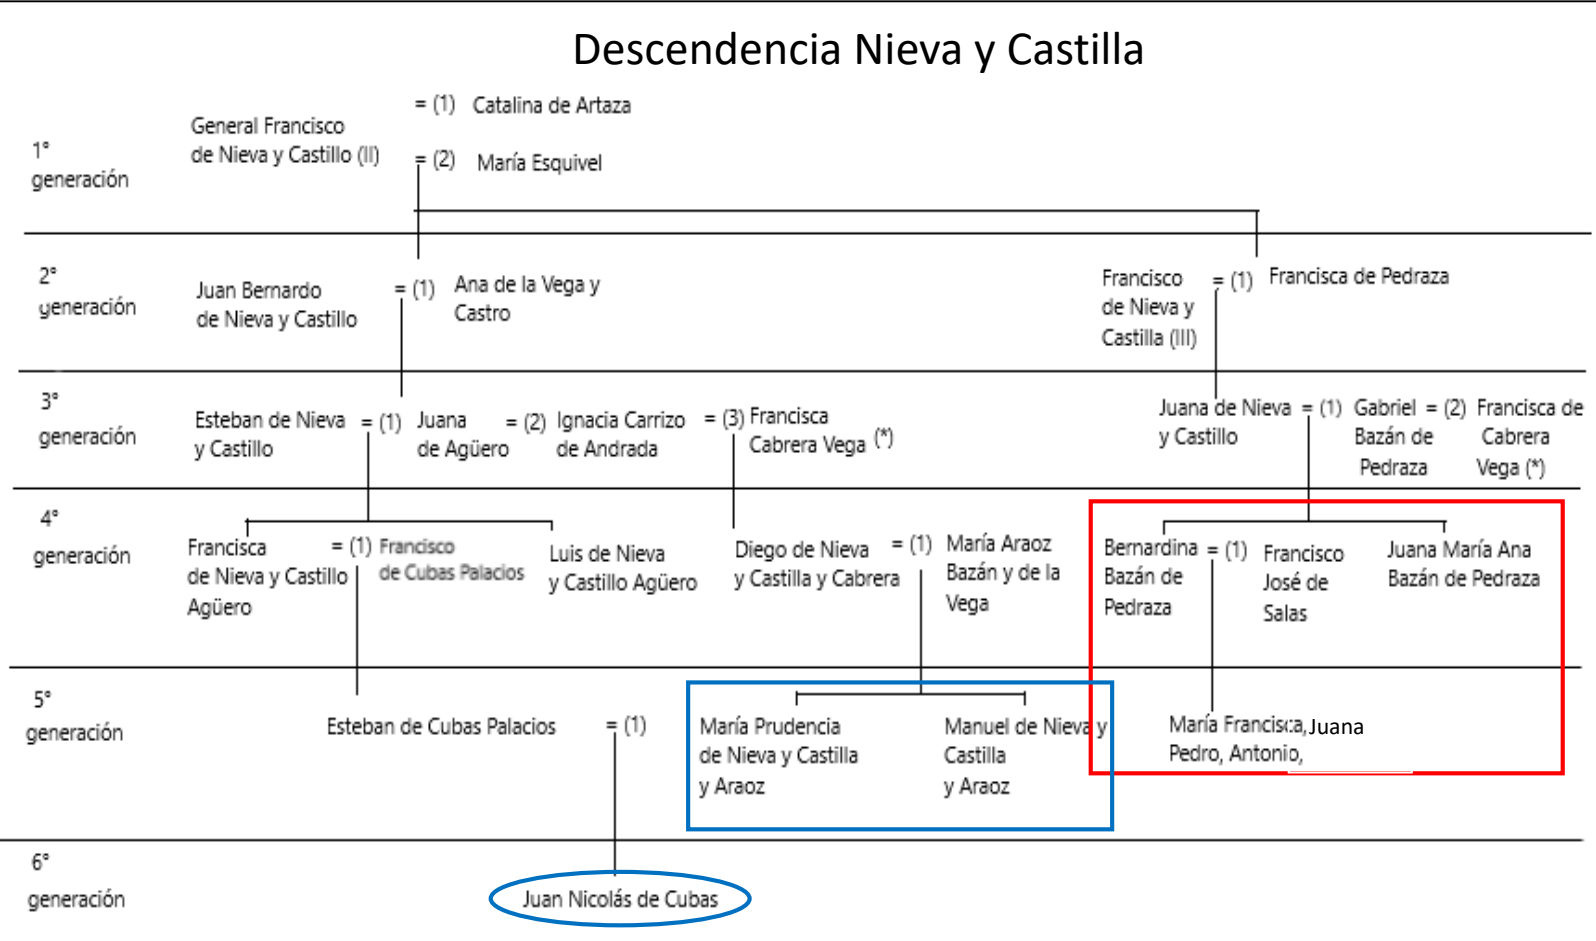 Descendencia Nieva y Castilla
1°
generación
General Francisco
de Nieva y Castillo (II)
= (1) Catalina de Artaza
= (2) María Esquivel
2°
generación
Juan Bernardo
de Nieva y Castillo
= (1) Ana de la Vega y
Castro
Francisco
de Nieva y
Castilla (III)
= (1) Francisca de Pedraza
3°
generación
Esteban de Nieva
y Castillo
= (1) Juana
de Agüero
= (2) Ignacia Carrizo
de Andrada
= (3) Francisca
Cabrera Vega (*)
Juana de Nieva
y Castillo
= (1) Gabriel
Bazán de
Pedraza
= (2) Francisca de
Cabrera
Vega (*)
4°
generación
Francisca
de Nieva y Castillo
Agüero
= (1) Francisco
de Cubas Palacios
Luis de Nieva
y Castillo Agüero
Diego de Nieva
y Castilla y Cabrera
= (1) María Araoz
Bazán y de la
Vega
Bernardina
Bazán de
Pedraza
= (1) Francisco
José de
Salas
Juana María Ana
Bazán de Pedraza
5°
generación
Esteban de Cubas Palacios = (1)
María Prudencia
de Nieva y Castilla
y Araoz
Manuel de Nieva y
Castilla
y Araoz
María Francisca, Juana
Pedro, Antonio,
6°
generación
Juan Nicolás de Cubas